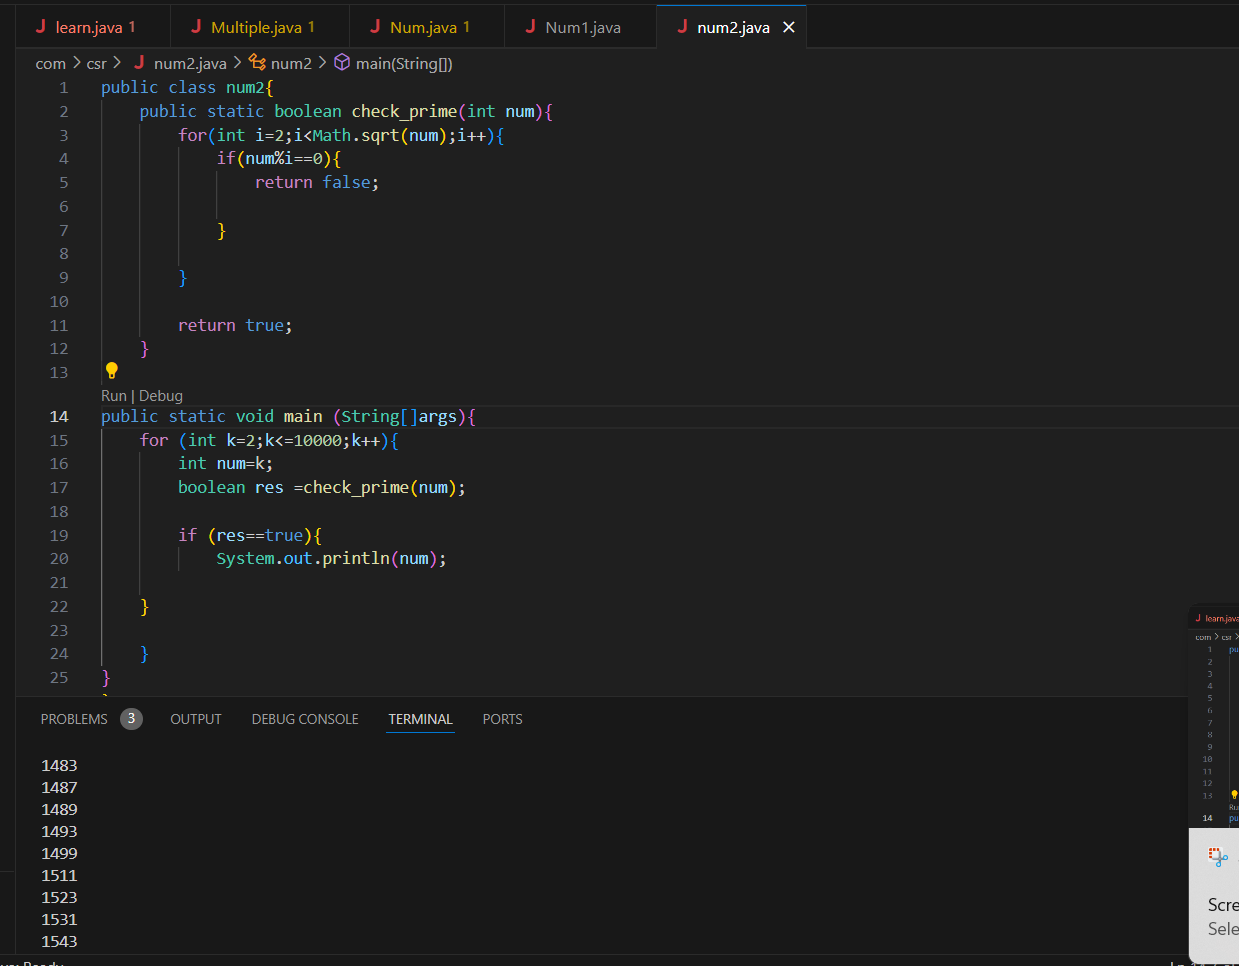 learn.java 1 Multiple.java 1 Num.java 1 Num1.java num2.java
com > csr > num2.java > num2 > main(String[])
1 public class num2{
2 public static boolean check_prime(int num){
3 for(int i=2;i<Math.sqrt(num);i++){
4 if(num%i==0){
5 return false;
6
7 }
8
9 }
10
11 return true;
12 }
13
Run | Debug
14 public static void main (String[]args){
15 for (int k=2;k<=10000;k++){
16 int num=k;
17 boolean res =check_prime(num);
18
19 if (res==true){
20 System.out.println(num);
21
22 }
23
24 }
25 }
PROBLEMS 3 OUTPUT DEBUG CONSOLE TERMINAL PORTS
1483
1487
1489
1493
1499
1511
1523
1531
1543
learn.java
com > csr >
1 pu
2
3
4
5
6
7
8
9
10
11
12
13
Ru
14 pu
Scre
Sele